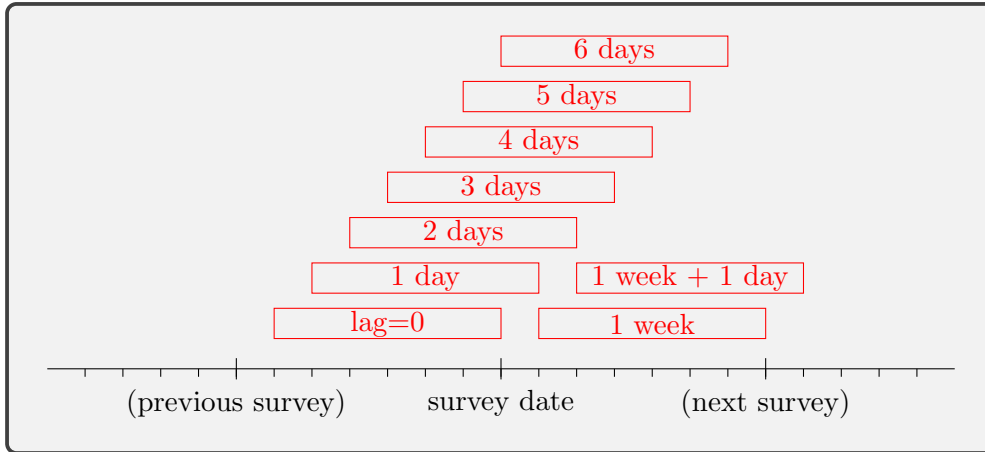 6 days
5 days
4 days
3 days
2 days
1 day
1 week + 1 day
lag=0
1 week
(previous survey)
survey date
(next survey)